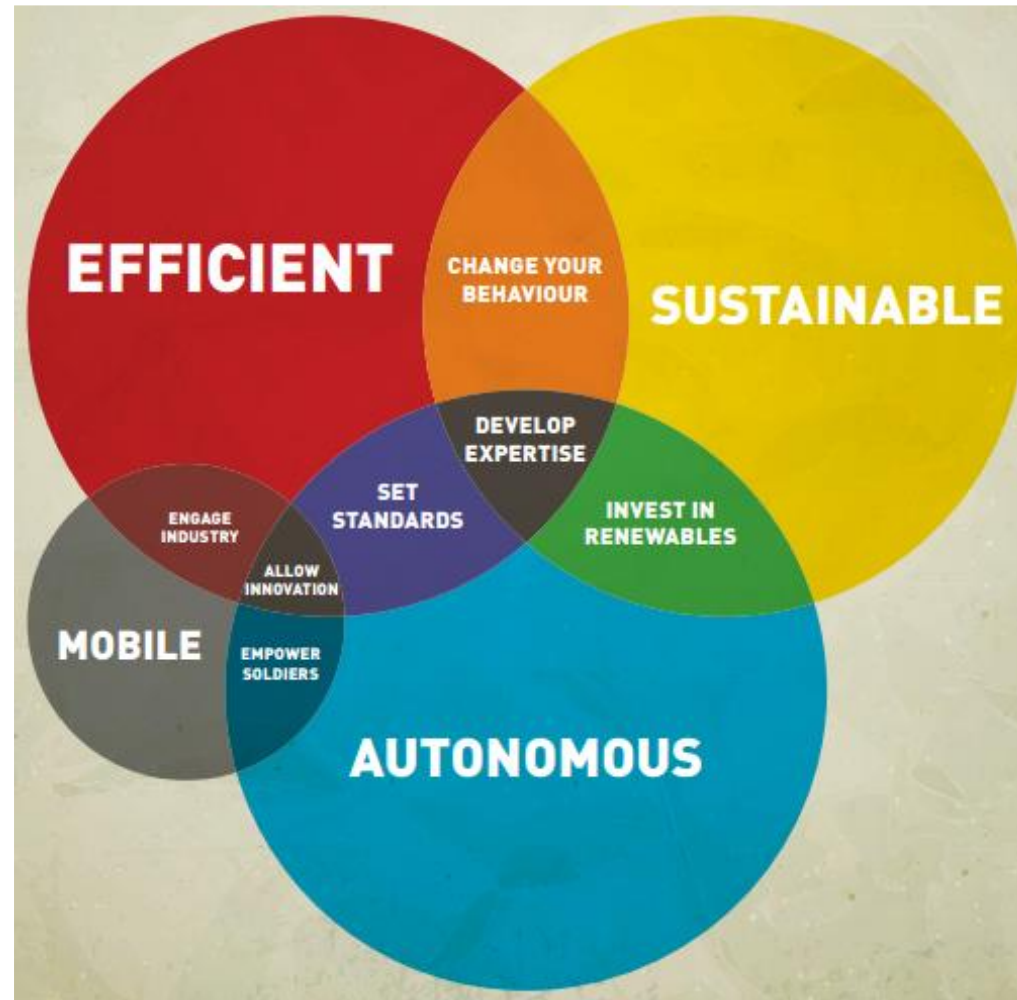 EFFICIENT
CHANGE YOUR
BEHAVIOUR
SUSTAINABLE
DEVELOP
EXPERTISE
SET
STANDARDS
INVEST IN
RENEWABLES
ENGAGE
INDUSTRY
ALLOW
INNOVATION
MOBILE
EMPOWER
SOLDIERS
AUTONOMOUS